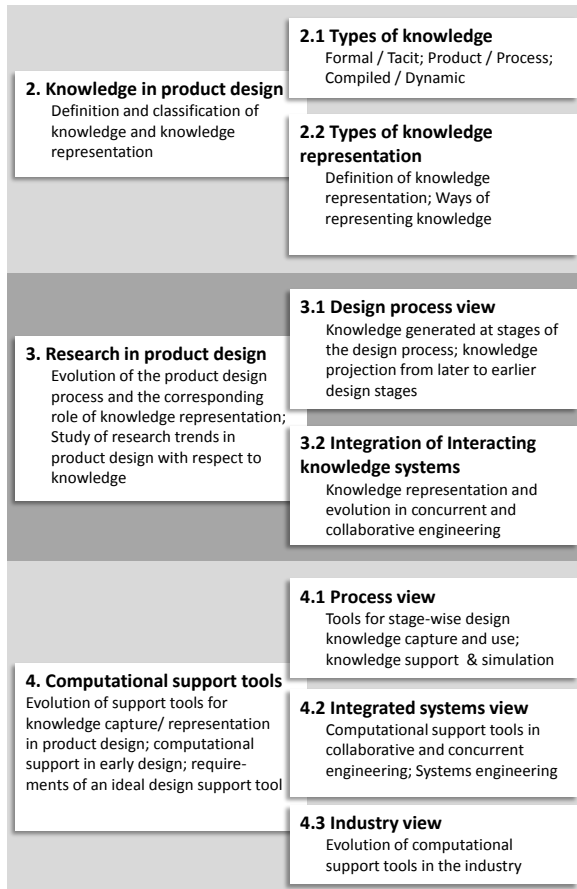 2. Knowledge in product design
Definition and classification of
knowledge and knowledge
representation
2.1 Types of knowledge
Formal / Tacit; Product / Process;
Compiled / Dynamic
2.2 Types of knowledge
representation
Definition of knowledge
representation; Ways of
representing knowledge
3. Research in product design
Evolution of the product design
process and the corresponding
role of knowledge representation;
Study of research trends in
product design with respect to
knowledge
3.1 Design process view
Knowledge generated at stages of
the design process; knowledge
projection from later to earlier
design stages
3.2 Integration of Interacting
knowledge systems
Knowledge representation and
evolution in concurrent and
collaborative engineering
4. Computational support tools
Evolution of support tools for
knowledge capture/ representation
in product design; computational
support in early design; require-
ments of an ideal design support tool
4.1 Process view
Tools for stage-wise design
knowledge capture and use;
knowledge support & simulation
4.2 Integrated systems view
Computational support tools in
collaborative and concurrent
engineering; Systems engineering
4.3 Industry view
Evolution of computational
support tools in the industry